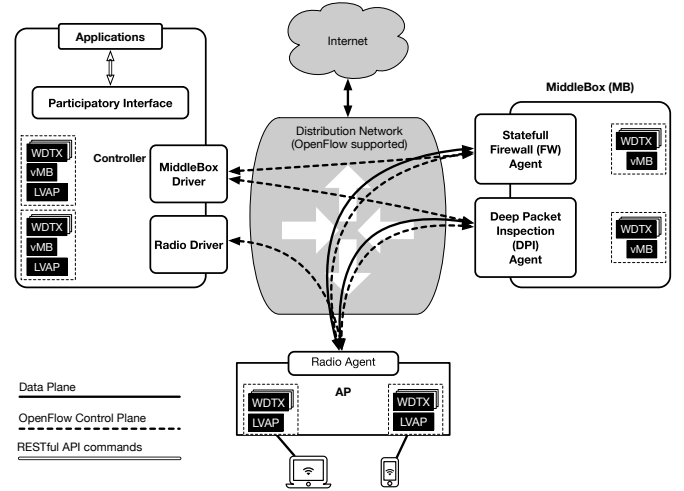 Applications
Participatory Interface
Controller
WDTX
vMB
LVAP
WDTX
vMB
LVAP
MiddleBox
Driver
Radio Driver
Internet
Distribution Network
(OpenFlow supported)
MiddleBox (MB)
Statefull
Firewall (FW)
Agent
Deep Packet
Inspection
(DPI)
Agent
WDTX
vMB
WDTX
vMB
Radio Agent
AP
WDTX
LVAP
WDTX
LVAP
Data Plane
OpenFlow Control Plane
RESTful API commands